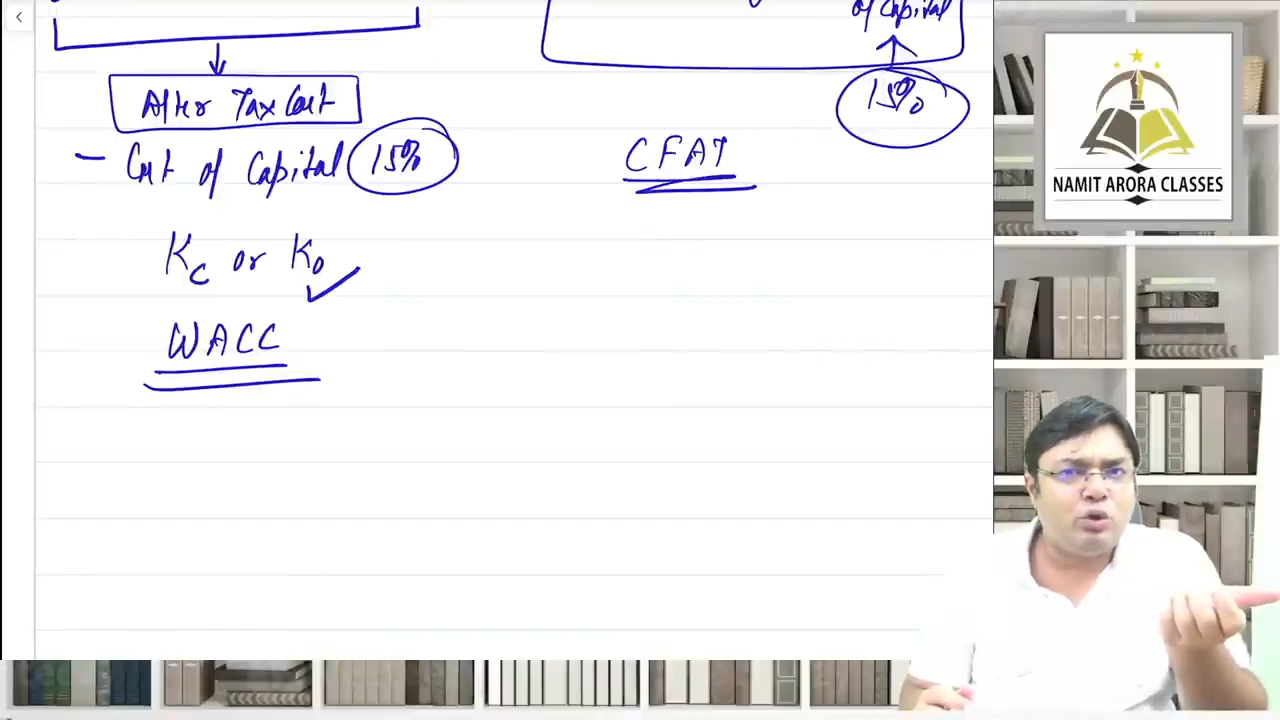 of Capital
15%
After Tax Cost
- Cost of Capital 15%
CFAT
Kc or Ko
WACC
NAMIT ARORA CLASSES